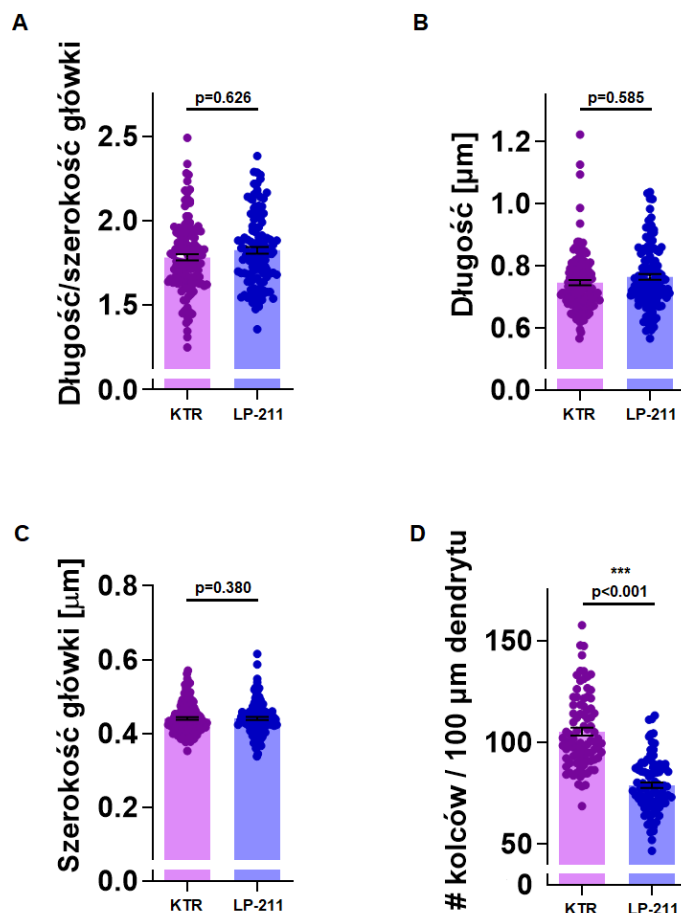 A
Długość/szerokość główki
p=0.626
2.5
2.0
1.5
0.0
KTR
LP-211
B
Długość [µm]
p=0.585
1.2
1.0
0.8
0.6
0.0
KTR
LP-211
C
Szerokość główki [µm]
p=0.380
0.8
0.6
0.4
0.2
0.0
KTR
LP-211
D
# kolców / 100 µm dendrytu
***
p<0.001
150
100
50
0
KTR
LP-211